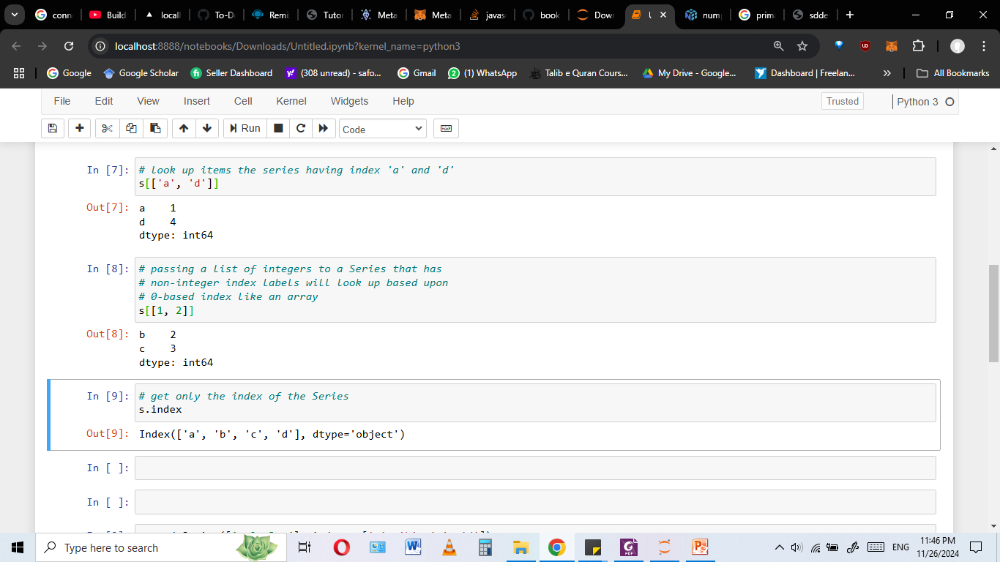 conn
Build
locall
To-D
Remi
Tutor
Meta
Meta
javas
book
Down
U
num
prim
sdde
localhost:8888/notebooks/Downloads/Untitled.ipynb?kernel_name=python3
Google
Google Scholar
Seller Dashboard
(308 unread) - safo...
Gmail
(1) WhatsApp
Talib e Quran Cours...
My Drive - Google...
Dashboard | Freelan...
»
All Bookmarks
File Edit View Insert Cell Kernel Widgets Help
Trusted
Python 3
Run
Code
In [7]: # look up items the series having index 'a' and 'd'
s[['a', 'd']]
Out[7]: a    1
d    4
dtype: int64
In [8]: # passing a list of integers to a Series that has
# non-integer index labels will look up based upon
# 0-based index like an array
s[[1, 2]]
Out[8]: b    2
c    3
dtype: int64
In [9]: # get only the index of the Series
s.index
Out[9]: Index(['a', 'b', 'c', 'd'], dtype='object')
In [ ]:
In [ ]:
Type here to search
ENG
11:46 PM
11/26/2024